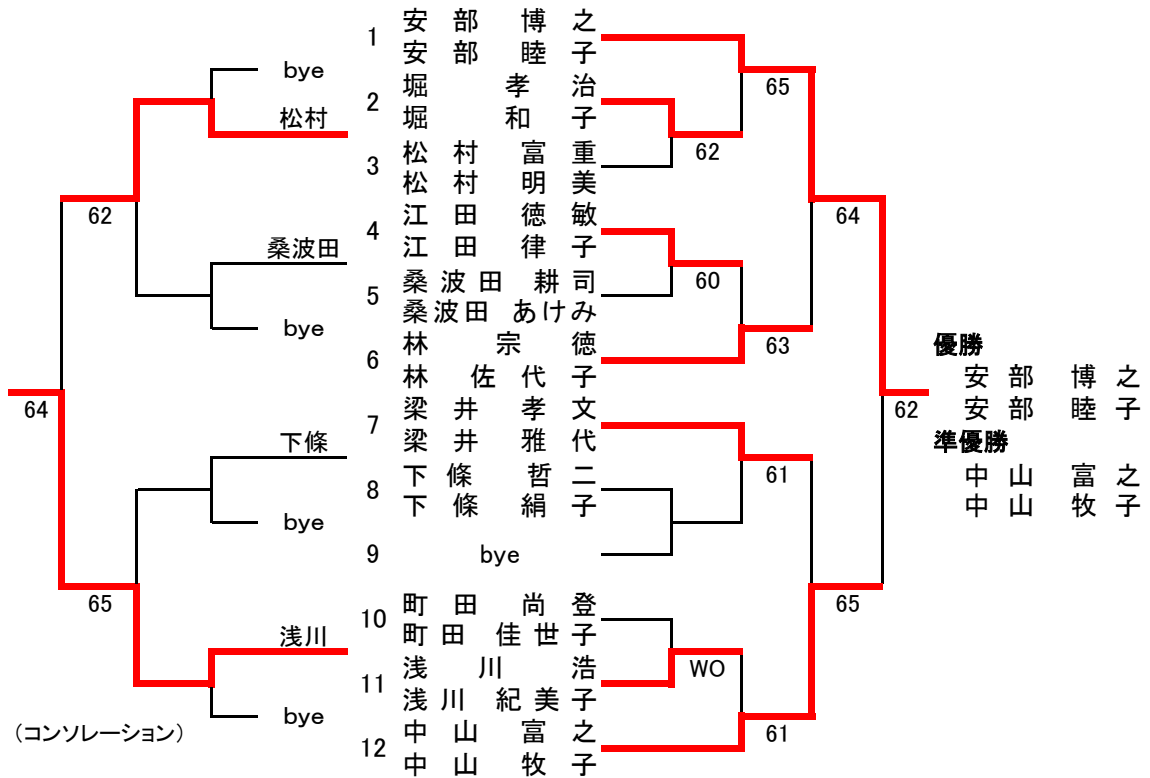 1 安部 博之
安部 睦子
2 堀 孝治
堀 和子
3 松村 富重
松村 明美
4 江田 徳敏
江田 律子
5 桑波田 耕司
桑波田 あけみ
6 林 宗徳
林 佐代子
7 梁井 孝文
梁井 雅代
8 下條 哲二
下條 絹子
9 bye
10 町田 尚登
町田 佳世子
11 浅川 浩
浅川 紀美子
12 中山 富之
中山 牧子
bye
松村
62
桑波田
bye
64
下條
bye
65
浅川
bye
(コンソレーション)
65
62
60
63
64
61
WO
61
65
62
優勝
安部 博之
安部 睦子
準優勝
中山 富之
中山 牧子